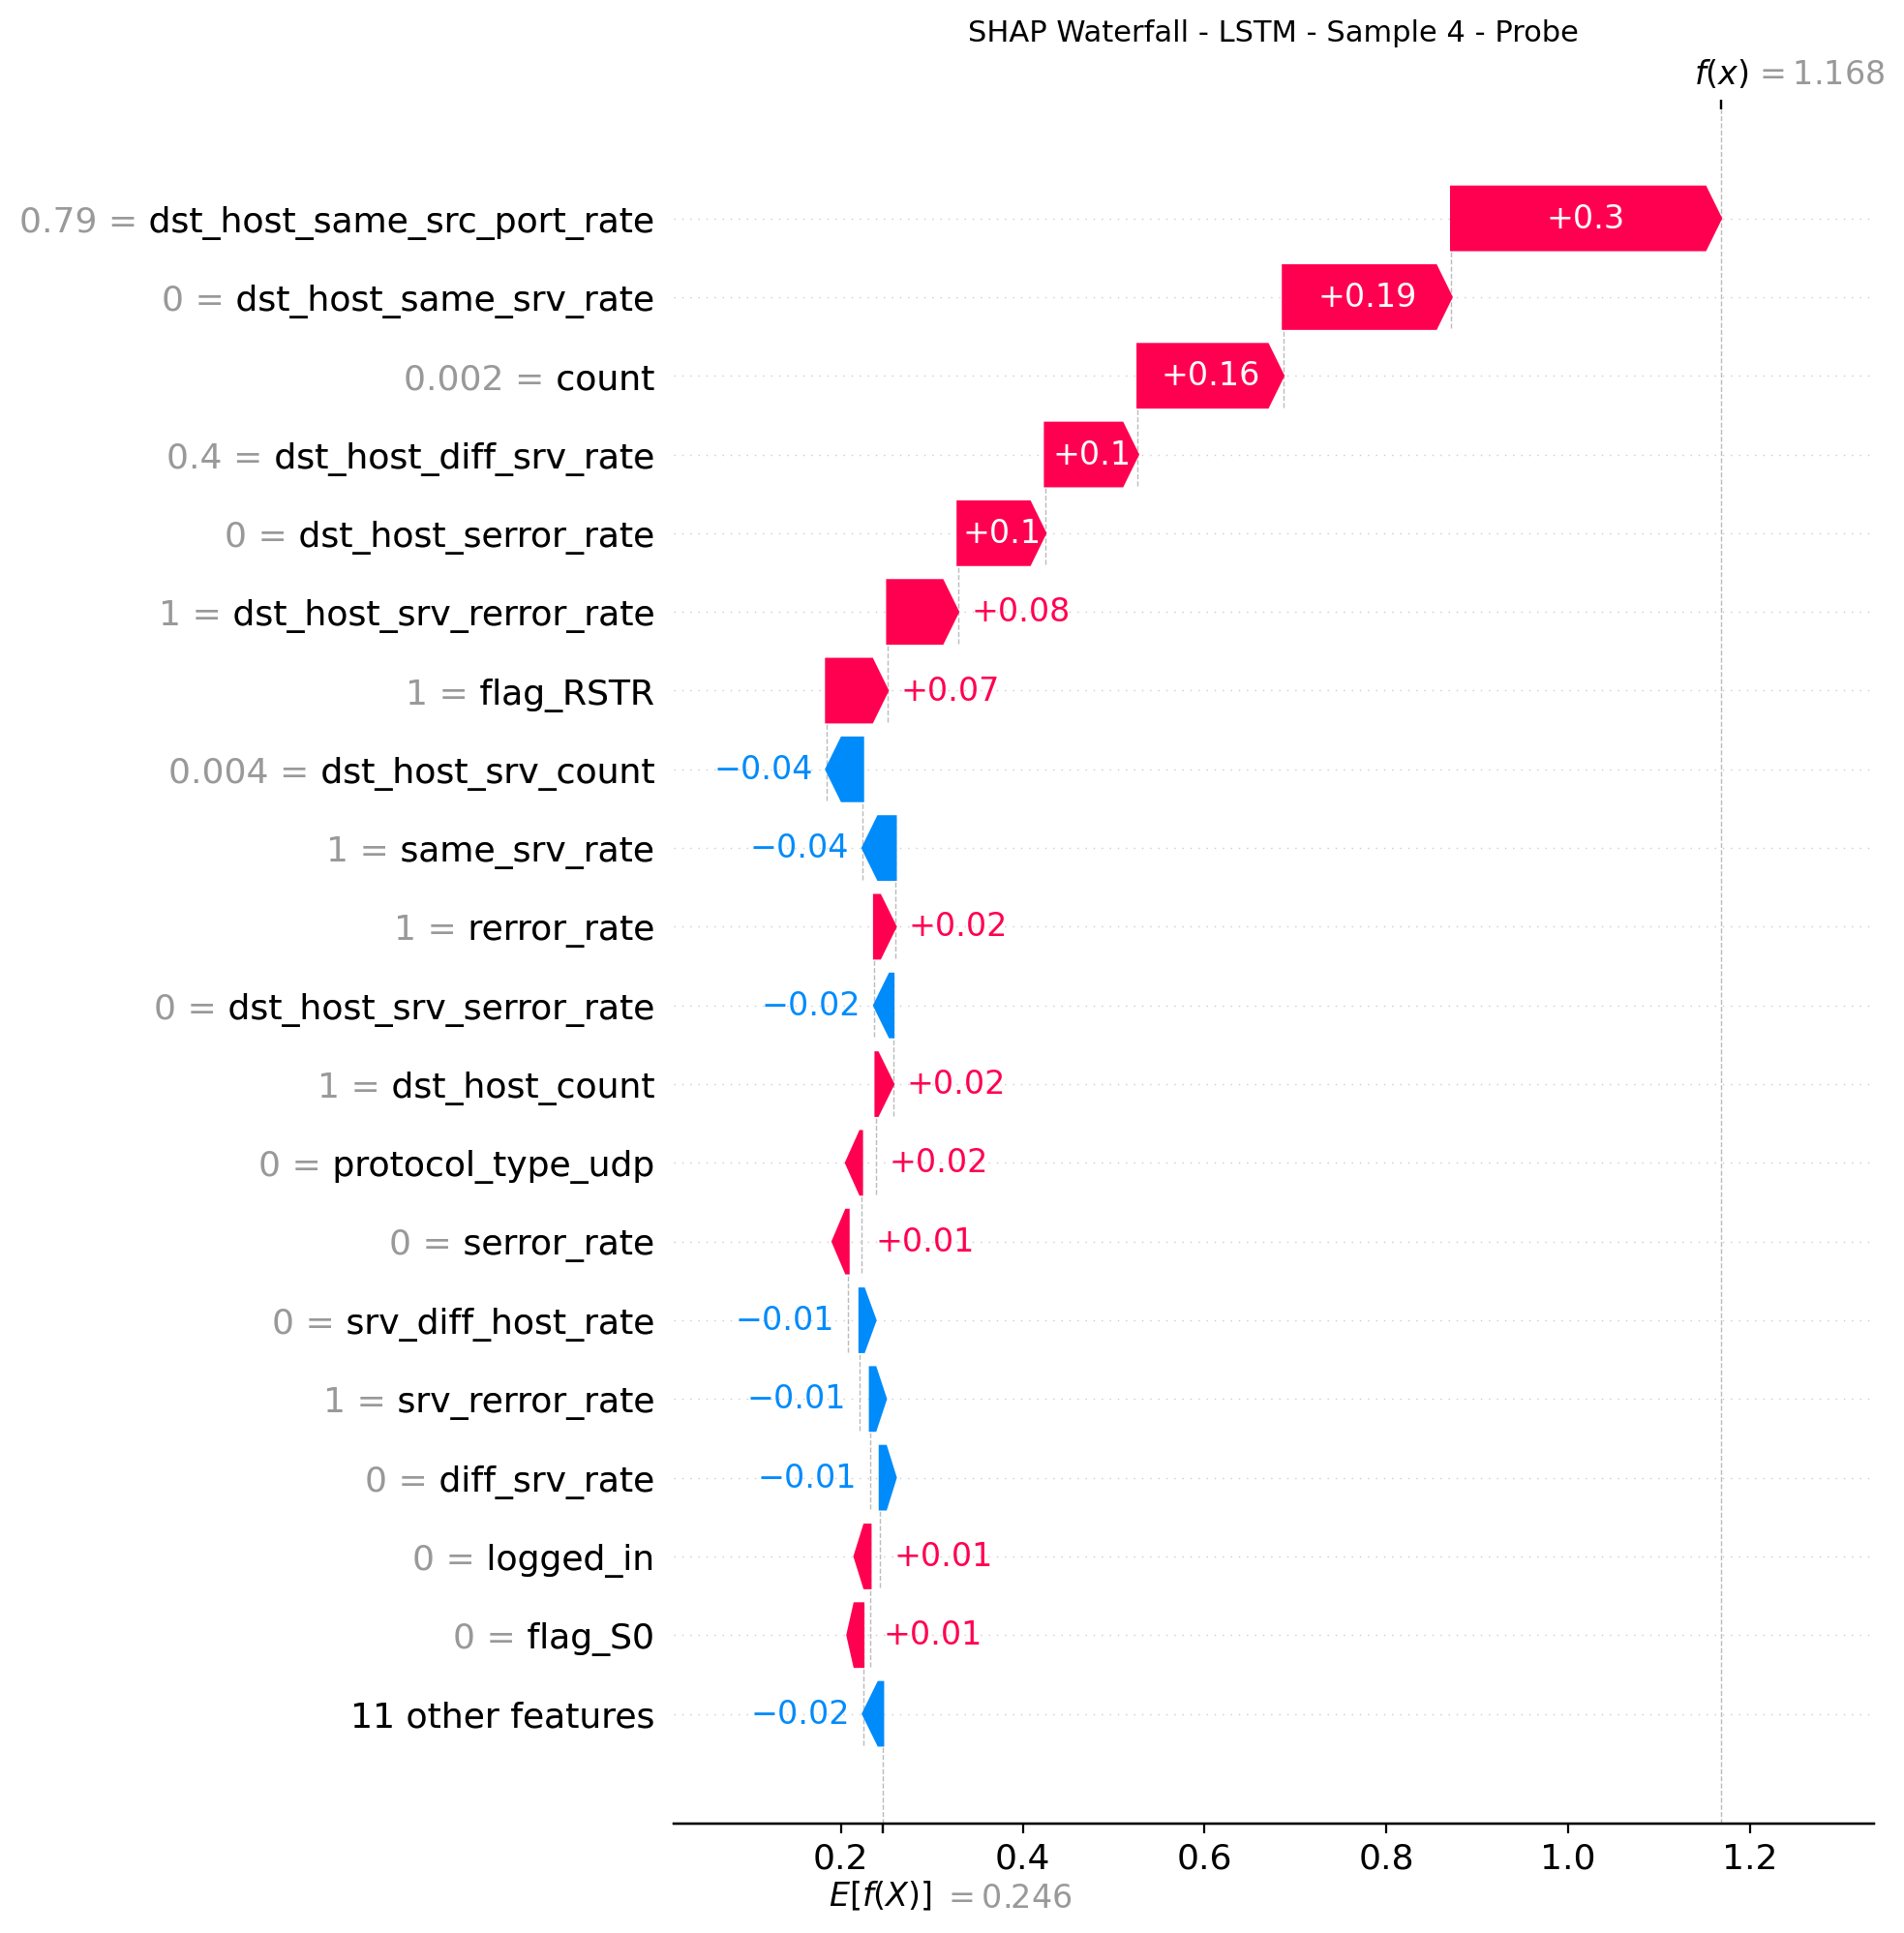 SHAP Waterfall - LSTM - Sample 4 - Probe
f(x) = 1.168
0.79 = dst_host_same_src_port_rate +0.3
0 = dst_host_same_srv_rate +0.19
0.002 = count +0.16
0.4 = dst_host_diff_srv_rate +0.1
0 = dst_host_serror_rate +0.1
1 = dst_host_srv_rerror_rate +0.08
1 = flag_RSTR +0.07
0.004 = dst_host_srv_count −0.04
1 = same_srv_rate −0.04
1 = rerror_rate +0.02
0 = dst_host_srv_serror_rate −0.02
1 = dst_host_count +0.02
0 = protocol_type_udp +0.02
0 = serror_rate +0.01
0 = srv_diff_host_rate −0.01
1 = srv_rerror_rate −0.01
0 = diff_srv_rate −0.01
0 = logged_in +0.01
0 = flag_S0 +0.01
11 other features −0.02
0.2 0.4 0.6 0.8 1.0 1.2
E[f(X)] = 0.246